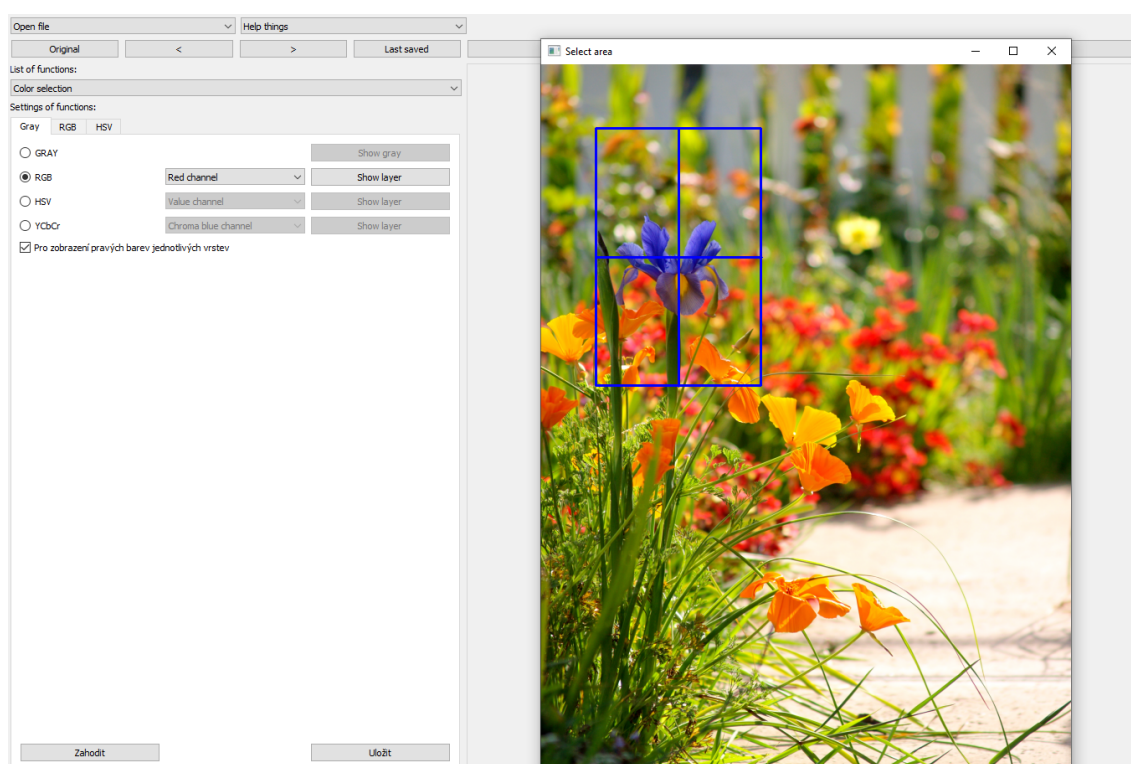 Open file Help things
Original < > Last saved
Select area
List of functions:
Color selection
Settings of functions:
Gray RGB HSV
GRAY Show gray
RGB Red channel Show layer
HSV Value channel Show layer
YCbCr Chroma blue channel Show layer
Pro zobrazení pravých barev jednotlivých vrstev
Zahodit Uložit